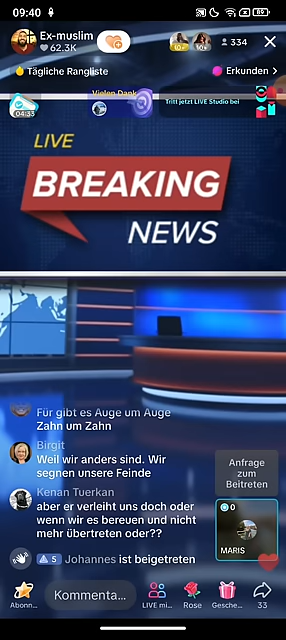 09:40
89
Ex-muslim
62.3K
10+
10+
334
Tägliche Rangliste
Erkunden
Vielen Dank
04:33
Tritt jetzt LIVE Studio bei
LIVE
BREAKING
NEWS
Für gibt es Auge um Auge
Zahn um Zahn
Birgit
Weil wir anders sind. Wir
segnen unsere Feinde
Kenan Tuerkan
aber er verleiht uns doch oder
wenn wir es bereuen und nicht
mehr übertreten oder??
Anfrage
zum
Beitreten
0
MARIS
5 Johannes ist beigetreten
Abonn...
Kommenta...
LIVE mi...
Rose
Gesche...
33